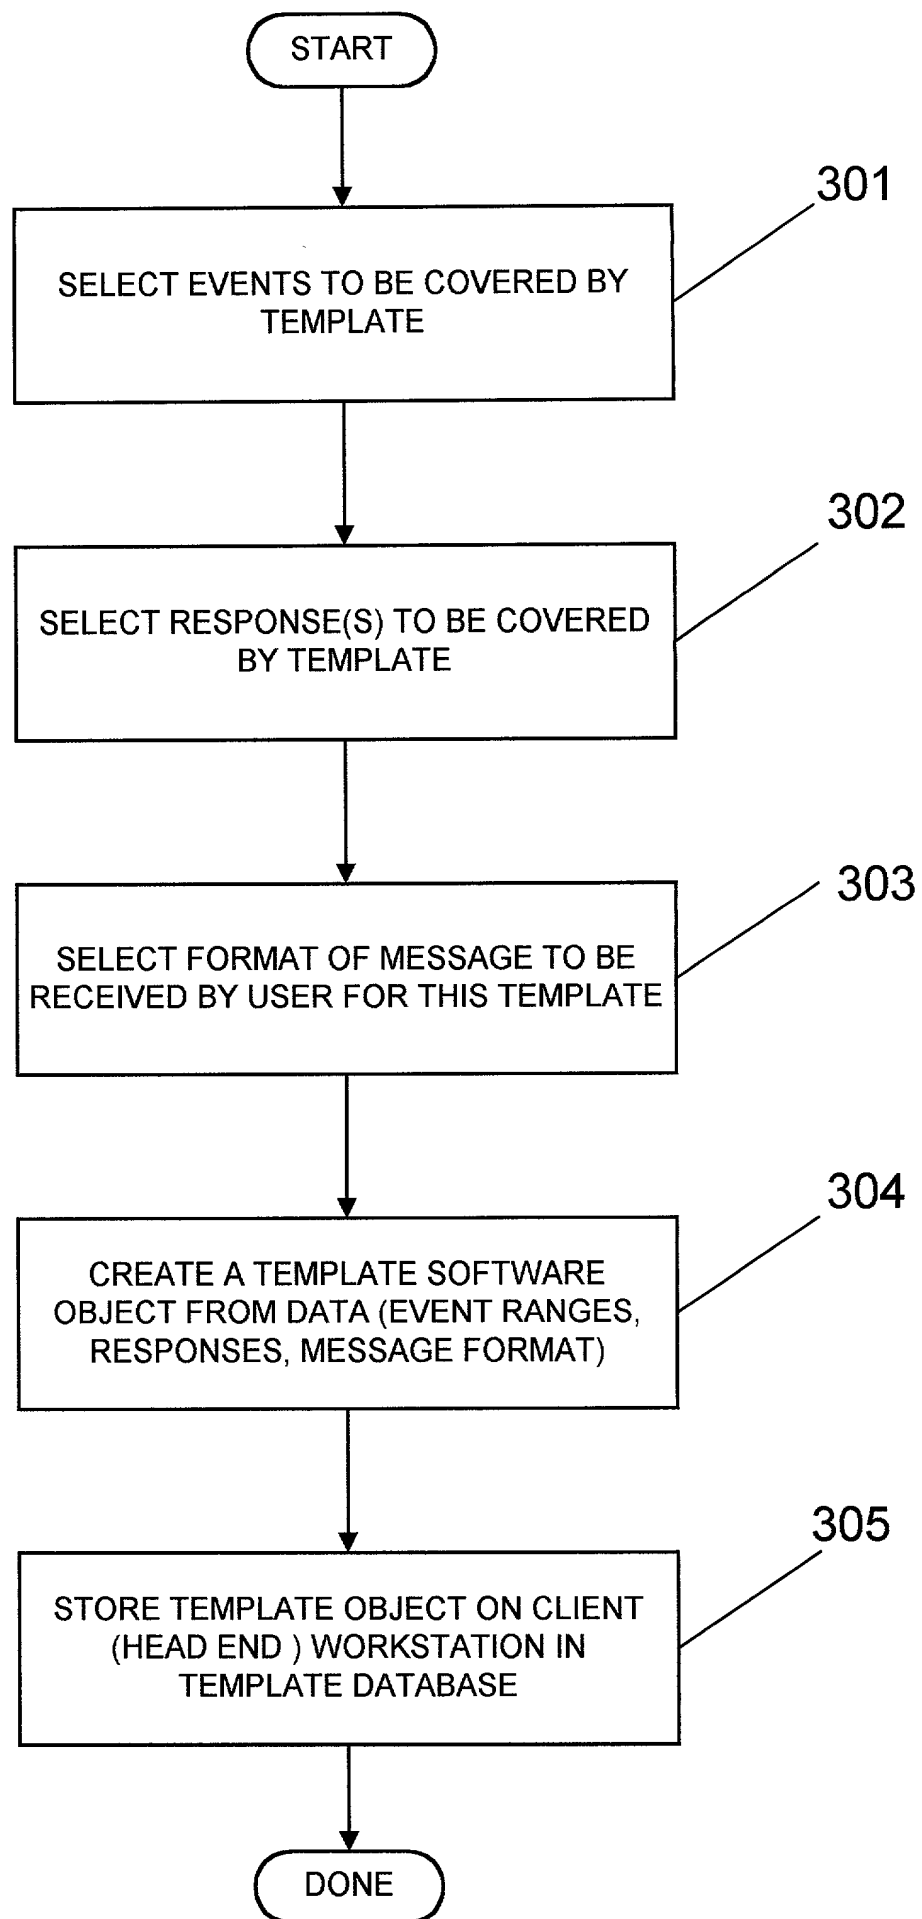 START
301
SELECT EVENTS TO BE COVERED BY
TEMPLATE
302
SELECT RESPONSE(S) TO BE COVERED
BY TEMPLATE
303
SELECT FORMAT OF MESSAGE TO BE
RECEIVED BY USER FOR THIS TEMPLATE
304
CREATE A TEMPLATE SOFTWARE
OBJECT FROM DATA (EVENT RANGES,
RESPONSES, MESSAGE FORMAT)
305
STORE TEMPLATE OBJECT ON CLIENT
(HEAD END ) WORKSTATION IN
TEMPLATE DATABASE
DONE